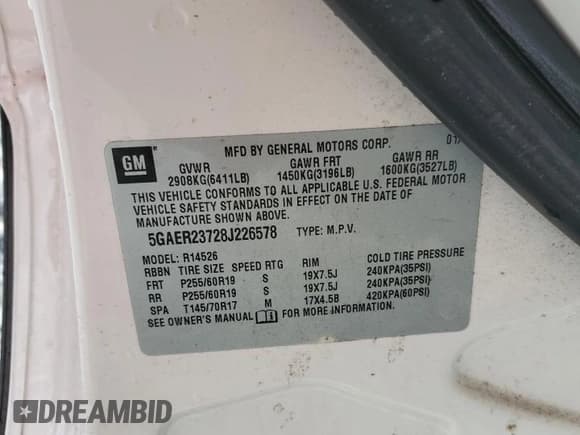 GM
MFD BY GENERAL MOTORS CORP.
GVWR GAWR FRT GAWR RR
2908KG(6411LB) 1450KG(3196LB) 1600KG(3527LB)
THIS VEHICLE CONFORMS TO ALL APPLICABLE U.S. FEDERAL MOTOR
VEHICLE SAFETY STANDARDS IN EFFECT ON THE DATE OF
MANUFACTURE SHOWN ABOVE.
5GAER23728J226578 TYPE: M.P.V.
MODEL: R14526
RBBN TIRE SIZE SPEED RTG RIM COLD TIRE PRESSURE
FRT P255/60R19 S 19X7.5J 240KPA(35PSI)
RR P255/60R19 S 19X7.5J 240KPA(35PSI)
SPA T145/70R17 M 17X4.5B 420KPA(60PSI)
SEE OWNER'S MANUAL FOR MORE INFORMATION.
DREAMBID